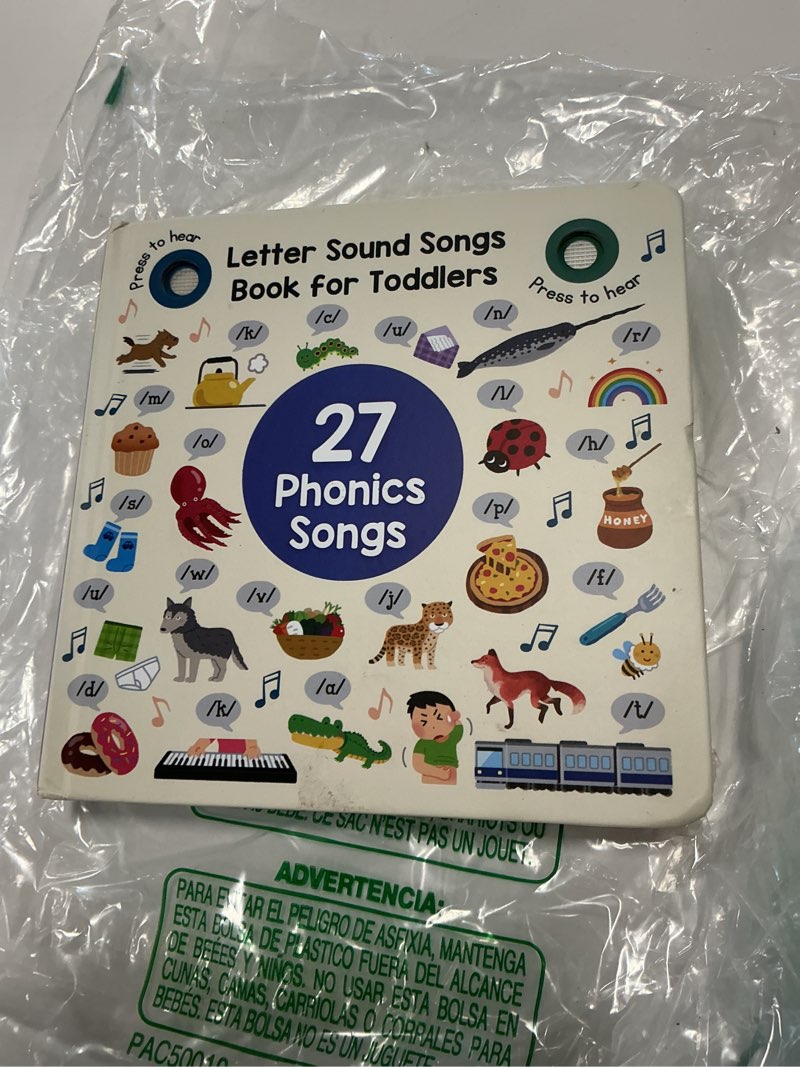 Press to hear
Letter Sound Songs
Book for Toddlers
Press to hear
/k/
/c/
/u/
/n/
/r/
/m/
/l/
/o/
/h/
27
Phonics
Songs
/s/
/p/
HONEY
/w/
/f/
/u/
/v/
/j/
/d/
/k/
/a/
/t/
CE SAC N'EST PAS UN JOUET.
ADVERTENCIA:
PARA EVITAR EL PELIGRO DE ASFIXIA, MANTENGA
ESTA BOLSA DE PLASTICO FUERA DEL ALCANCE
DE BEBÉS Y NIÑOS. NO USAR ESTA BOLSA EN
CUNAS, CAMAS, CARRIOLAS O CORRALES PARA
BEBES. ESTA BOLSA NO ES UN JUGUETE.